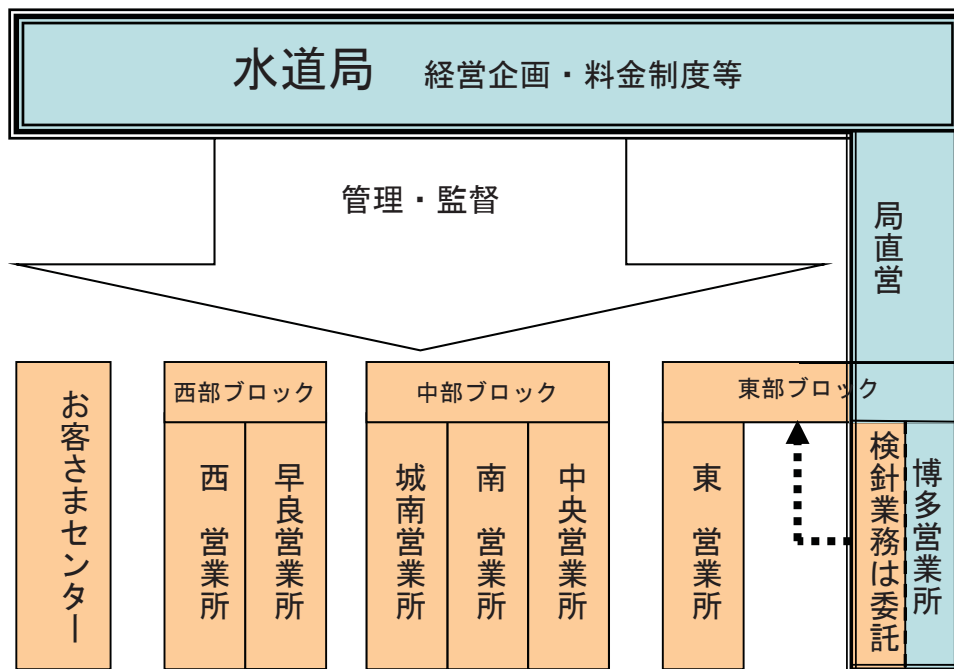 水道局　経営企画・料金制度等
管理・監督
局直営
お客さまセンター
西部ブロック
西　営業所
早良営業所
中部ブロック
城南営業所
南　営業所
中央営業所
東部ブロック
東　営業所
検針業務は委託
博多営業所